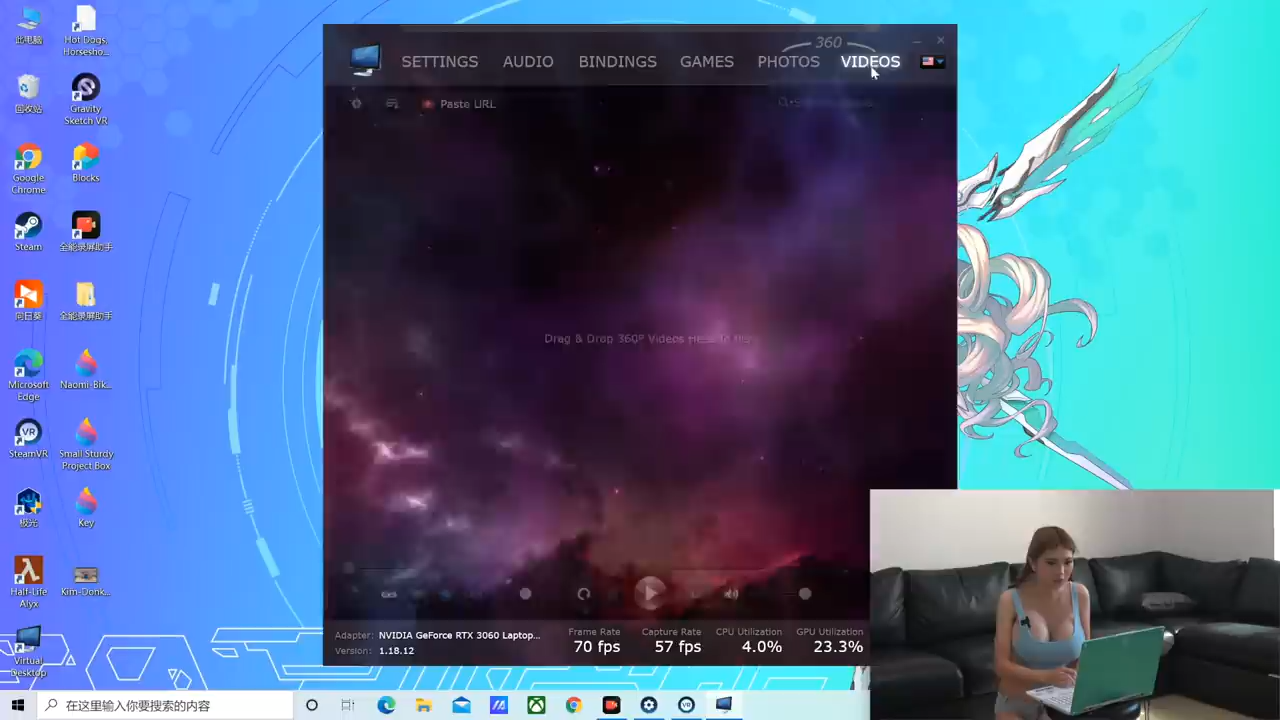 此电脑
Hot Dogs,
Horsesho...
回收站
Gravity
Sketch VR
Google
Chrome
Blocks
Steam
全能录屏助手
向日葵
全能录屏助手
Microsoft
Edge
Naomi-Bik...
SteamVR
Small Sturdy
Project Box
极光
Key
Half-Life
Alyx
Kim-Donk...
Virtual
Desktop
SETTINGS AUDIO BINDINGS GAMES 360 PHOTOS VIDEOS
Paste URL
Drag & Drop 360º Videos
Adapter: NVIDIA GeForce RTX 3060 Laptop...
Version: 1.18.12
Frame Rate
70 fps
Capture Rate
57 fps
CPU Utilization
4.0%
GPU Utilization
23.3%
在这里输入你要搜索的内容